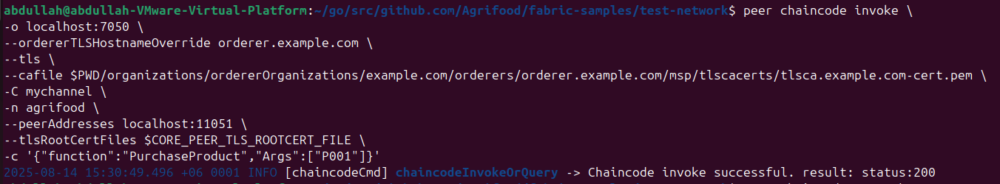 abdullah@abdullah-VMware-Virtual-Platform:~/go/src/github.com/Agrifood/fabric-samples/test-network$ peer chaincode invoke \
-o localhost:7050 \
--ordererTLSHostnameOverride orderer.example.com \
--tls \
--cafile $PWD/organizations/ordererOrganizations/example.com/orderers/orderer.example.com/msp/tlscacerts/tlsca.example.com-cert.pem \
-C mychannel \
-n agrifood \
--peerAddresses localhost:11051 \
--tlsRootCertFiles $CORE_PEER_TLS_ROOTCERT_FILE \
-c '{"function":"PurchaseProduct","Args":["P001"]}'
2025-08-14 15:30:49.496 +06 0001 INFO [chaincodeCmd] chaincodeInvokeOrQuery -> Chaincode invoke successful. result: status:200